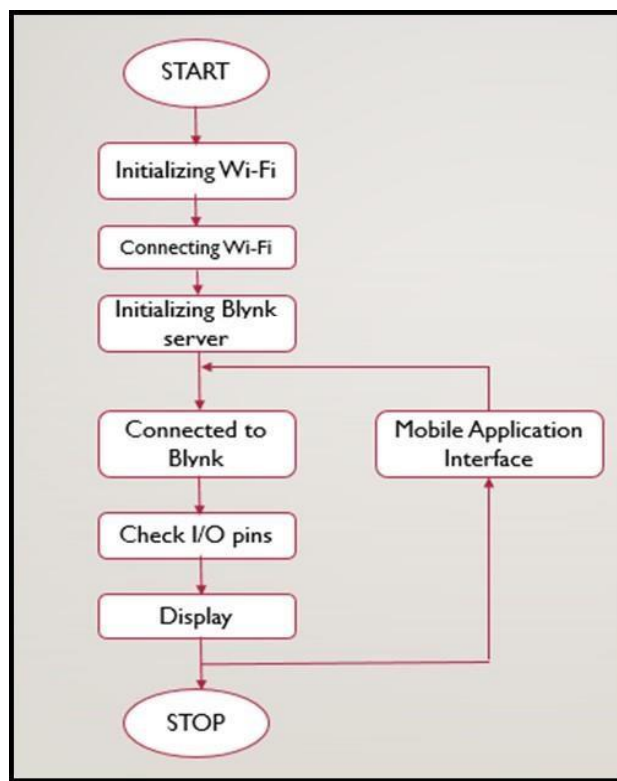 START
Initializing Wi-Fi
Connecting Wi-Fi
Initializing Blynk
server
Connected to
Blynk
Mobile Application
Interface
Check I/O pins
Display
STOP